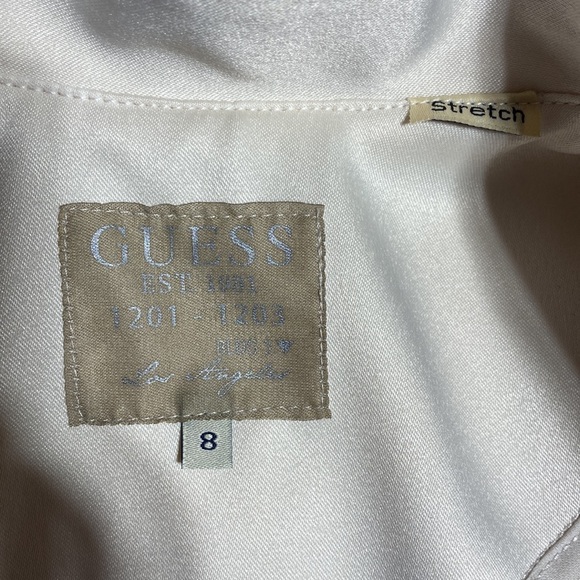 stretch
GUESS
EST 1981
1201 - 1203
Los Angeles
8